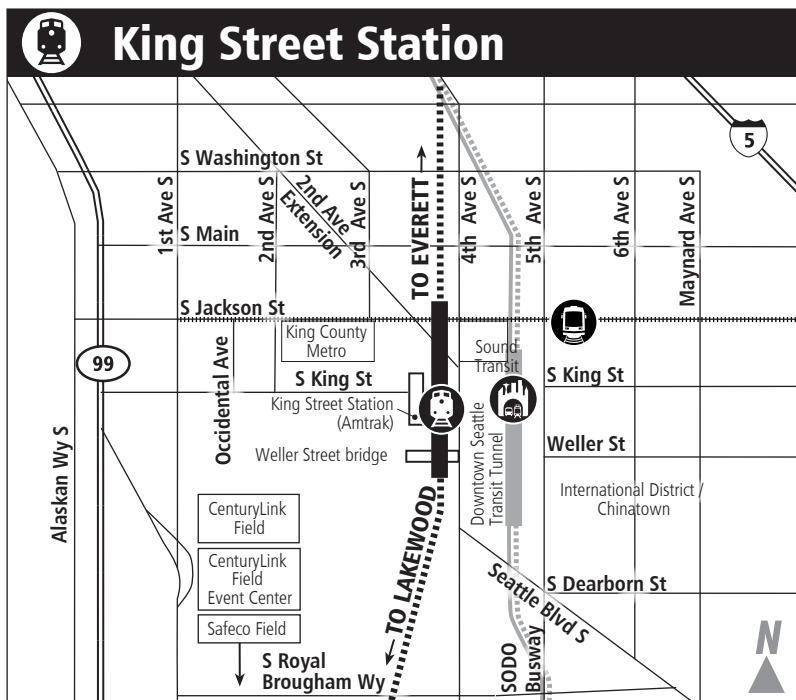 King Street Station
5
S Washington St
1st Ave S
2nd Ave S
2nd Ave
Extension
3rd Ave S
TO EVERETT
4th Ave S
5th Ave S
6th Ave S
Maynard Ave S
S Main
S Jackson St
King County
Metro
Sound
Transit
99
Occidental Ave
S King St
S King St
King Street Station
(Amtrak)
Weller Street bridge
Downtown Seattle
Transit Tunnel
Weller St
International District /
Chinatown
Alaskan Wy S
CenturyLink
Field
CenturyLink
Field
Event Center
Safeco Field
TO LAKEWOOD
Seattle Blvd S
S Dearborn St
S Royal
Brougham Wy
SODO
Busway
N